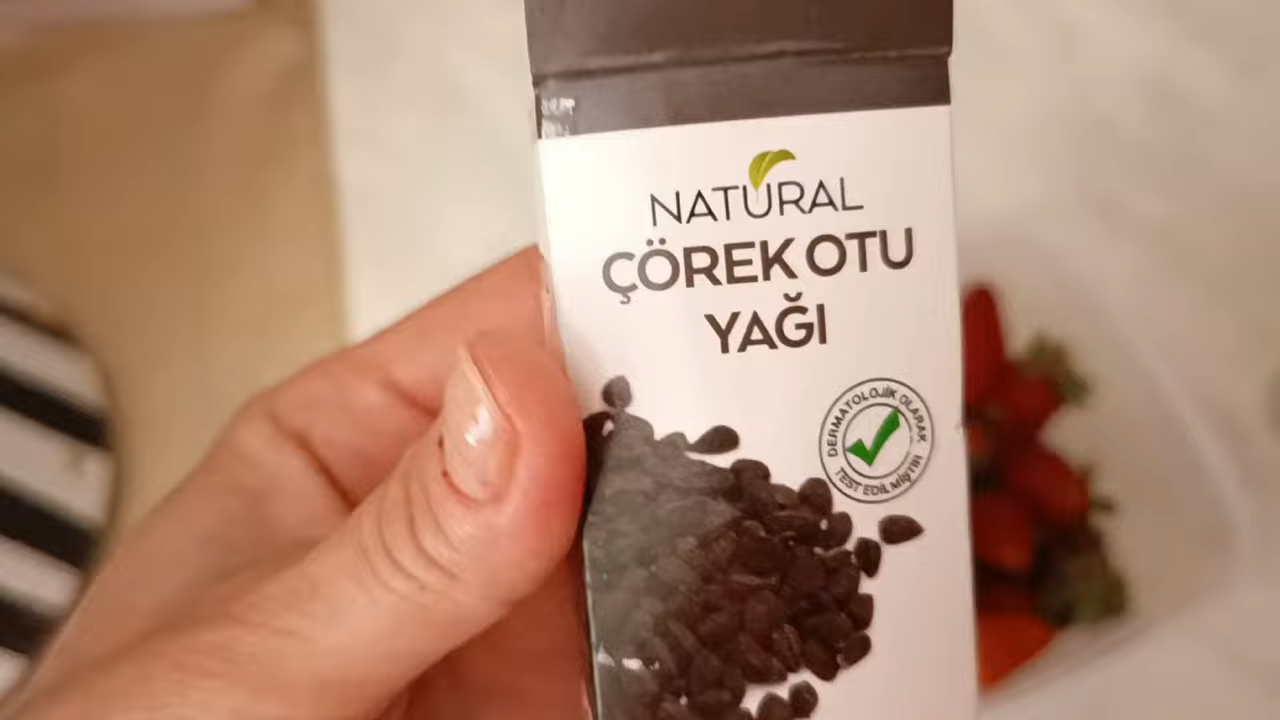 NATURAL
ÇÖREK OTU
YAĞI
DERMATOLOJİK OLARAK
TEST EDİLMİŞTİR